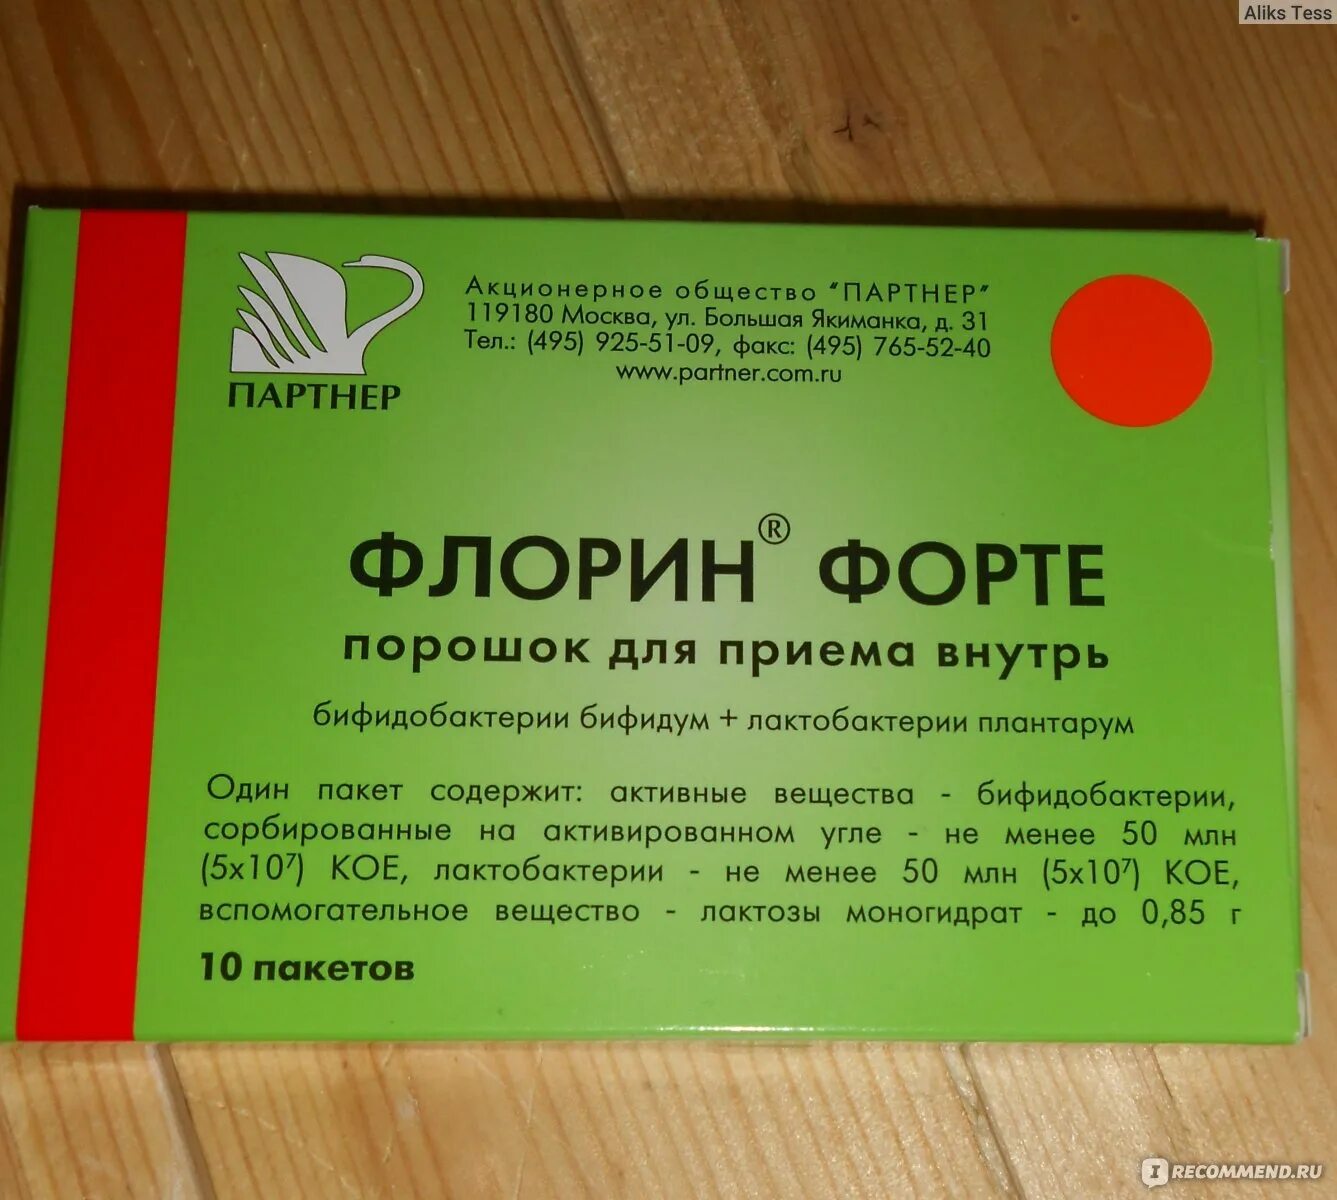 Aliks Tess
Акционерное общество "ПАРТНЕР"
119180 Москва, ул. Большая Якиманка, д. 31
Тел.: (495) 925-51-09, факс: (495) 765-52-40
www.partner.com.ru
ПАРТНЕР
ФЛОРИН® ФОРТЕ
порошок для приема внутрь
бифидобактерии бифидум + лактобактерии плантарум
Один пакет содержит: активные вещества - бифидобактерии,
сорбированные на активированном угле - не менее 50 млн
(5x10⁷) КОЕ, лактобактерии - не менее 50 млн (5x10⁷) КОЕ,
вспомогательное вещество - лактозы моногидрат - до 0,85 г
10 пакетов
IRECOMMEND.RU